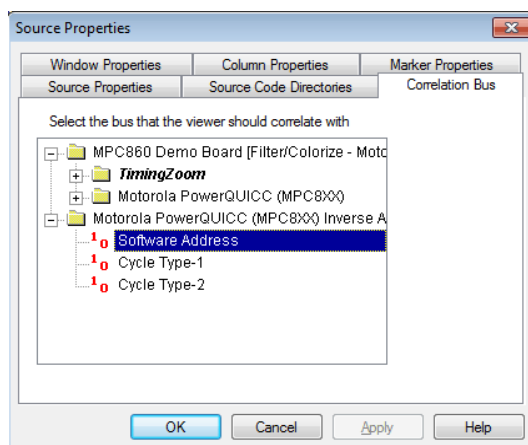 Source Properties
Window Properties
Column Properties
Marker Properties
Source Properties
Source Code Directories
Correlation Bus
Select the bus that the viewer should correlate with
MPC860 Demo Board [Filter/Colorize - Moto
TimingZoom
Motorola PowerQUICC (MPC8XX)
Motorola PowerQUICC (MPC8XX) Inverse A
Software Address
Cycle Type-1
Cycle Type-2
OK
Cancel
Apply
Help